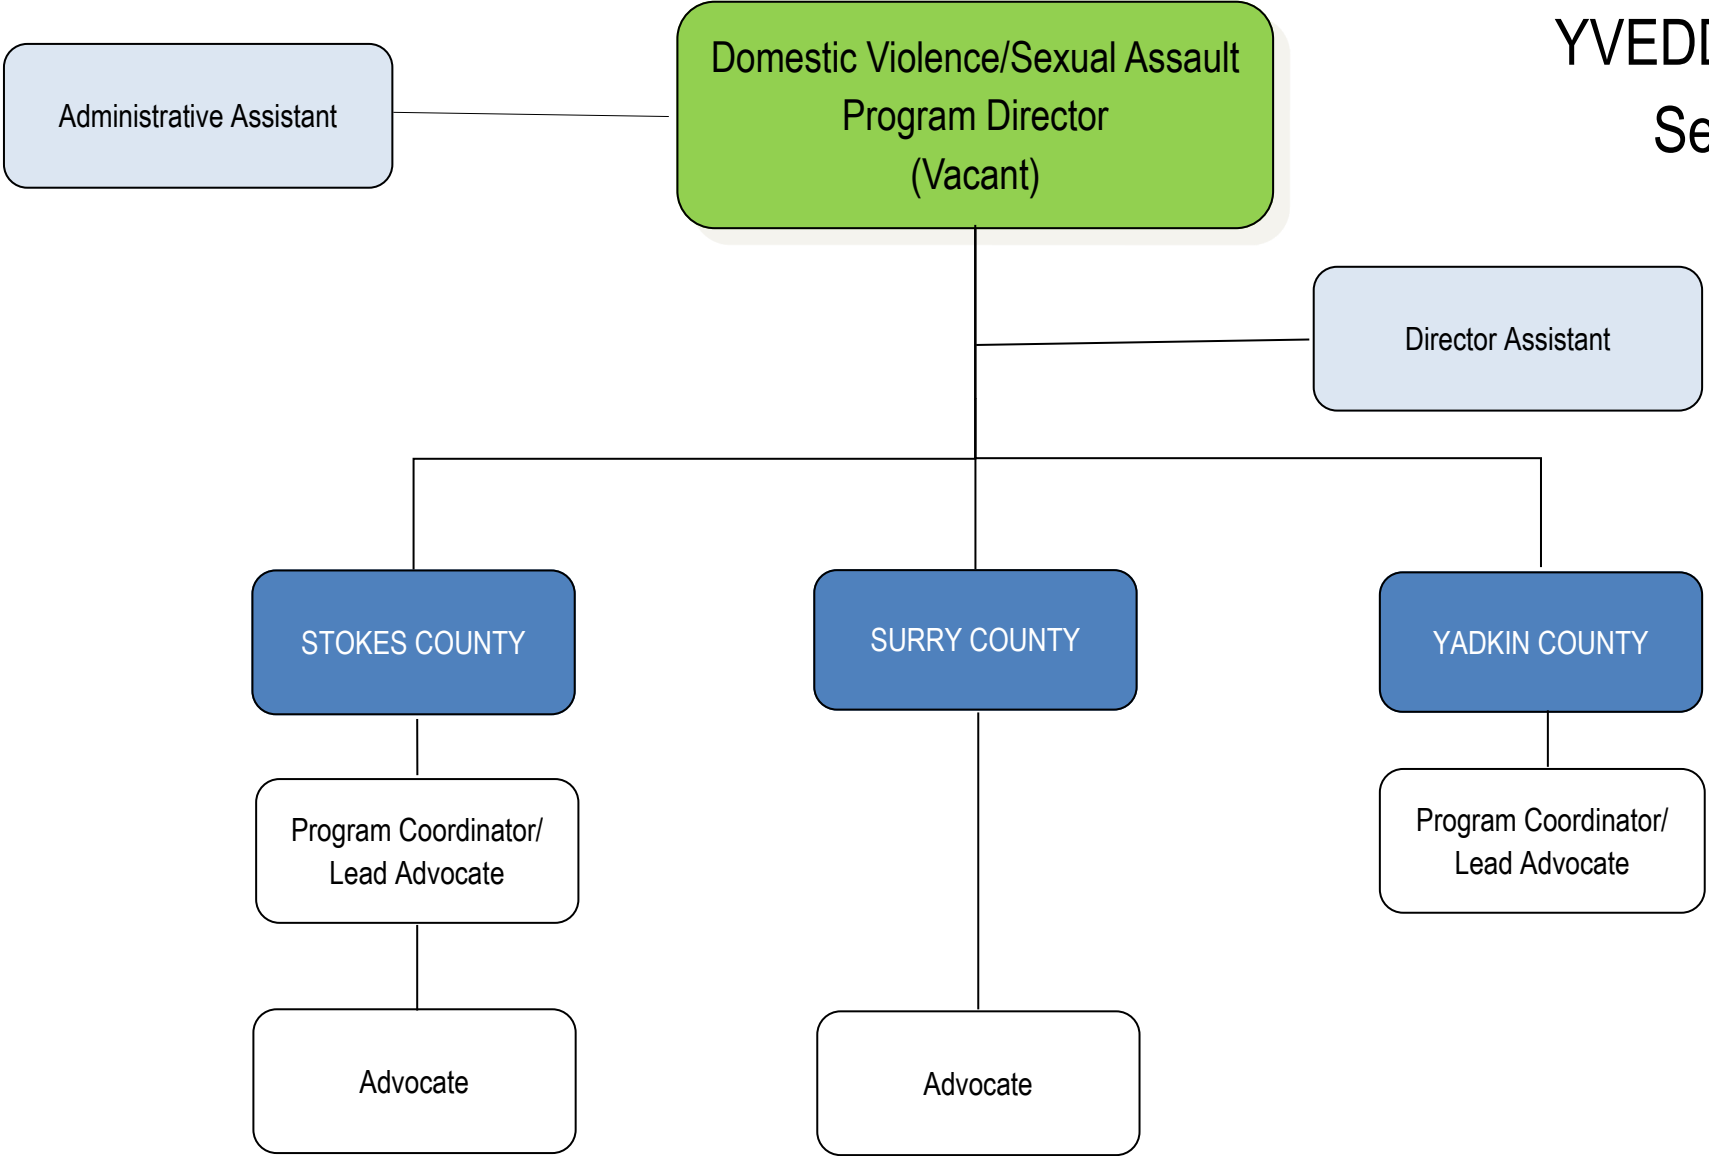 YVEDD
Se
Domestic Violence/Sexual Assault
Program Director
(Vacant)
Administrative Assistant
Director Assistant
STOKES COUNTY
SURRY COUNTY
YADKIN COUNTY
Program Coordinator/
Lead Advocate
Program Coordinator/
Lead Advocate
Advocate
Advocate